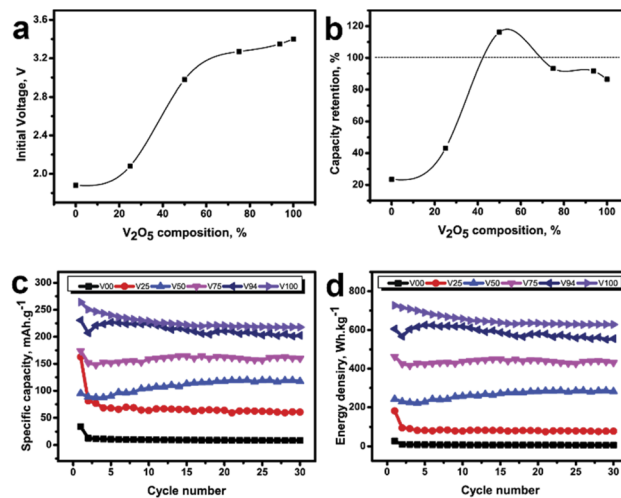 a
3.6
3.2
2.8
2.4
2.0
Initial Voltage, V
0 20 40 60 80 100
V₂O₅ composition, %
b
120
100
80
60
40
20
Capacity retention, %
0 20 40 60 80 100
V₂O₅ composition, %
c
V00 V25 V50 V75 V94 V100
250
200
150
100
50
0
Specific capacity, mAh.g⁻¹
0 5 10 15 20 25 30
Cycle number
d
V00 V25 V50 V75 V94 V100
800
600
400
200
0
Energy densiry, Wh.kg⁻¹
0 5 10 15 20 25 30
Cycle number